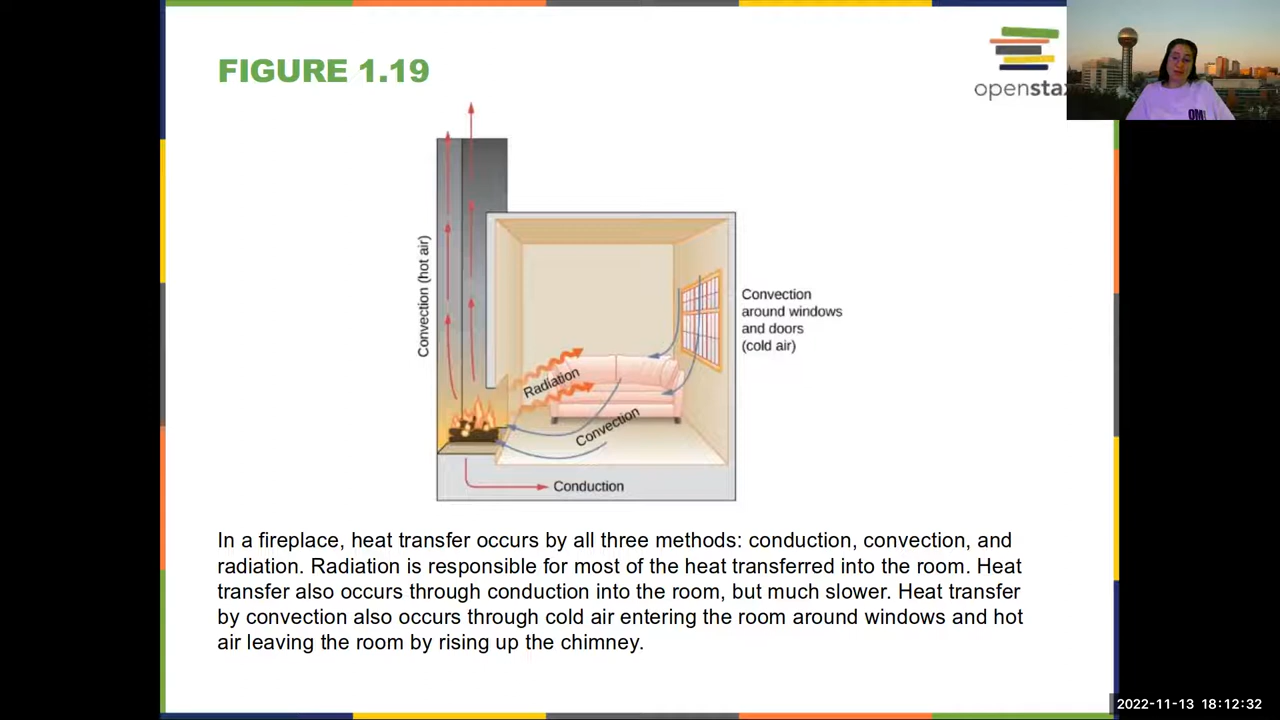 FIGURE 1.19
openstax
Convection (hot air)
Convection
around windows
and doors
(cold air)
Radiation
Convection
Conduction
In a fireplace, heat transfer occurs by all three methods: conduction, convection, and
radiation. Radiation is responsible for most of the heat transferred into the room. Heat
transfer also occurs through conduction into the room, but much slower. Heat transfer
by convection also occurs through cold air entering the room around windows and hot
air leaving the room by rising up the chimney.
2022-11-13 18:12:32